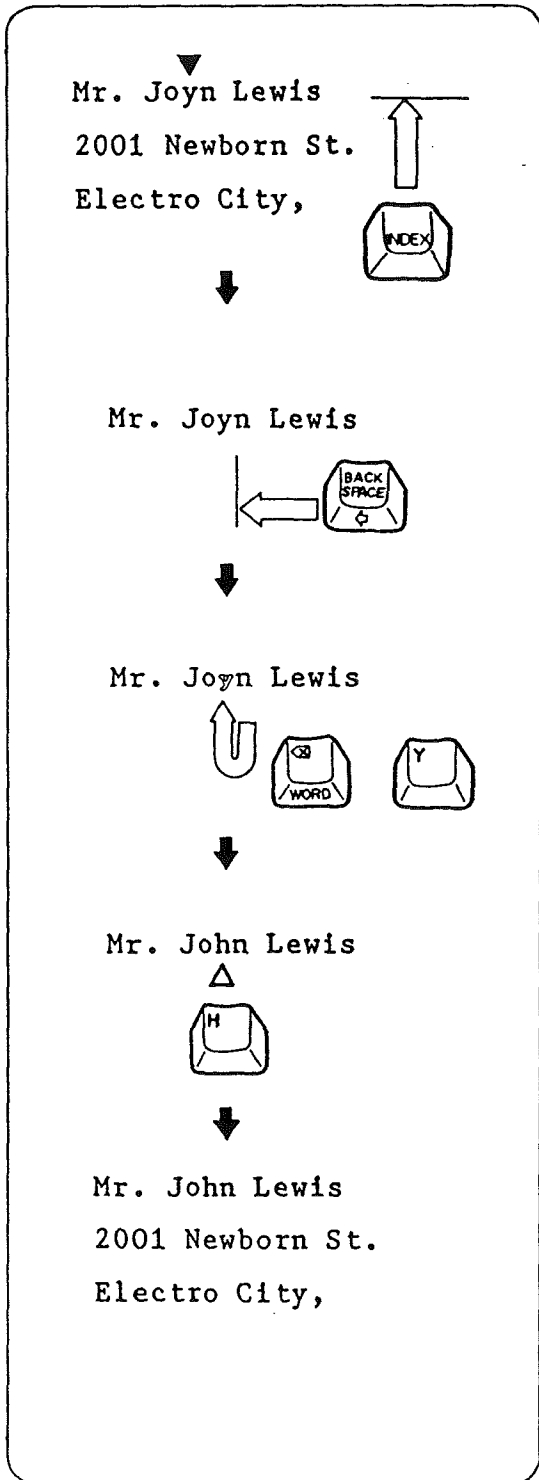 Mr. Joyn Lewis
2001 Newborn St.
Electro City,
INDEX
Mr. Joyn Lewis
BACK
SPACE
Mr. Joyn Lewis
WORD
Y
Mr. John Lewis
H
Mr. John Lewis
2001 Newborn St.
Electro City,